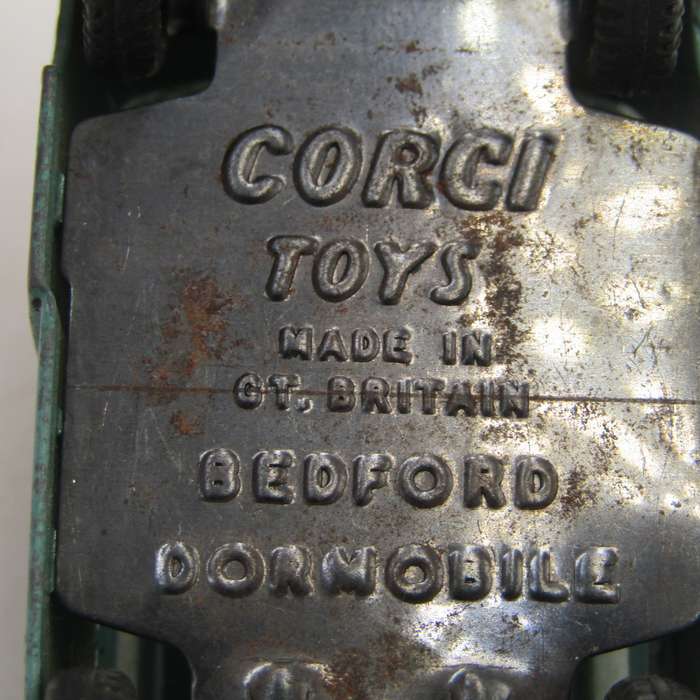 CORGI
TOYS
MADE IN
GT. BRITAIN
BEDFORD
DORMOBILE